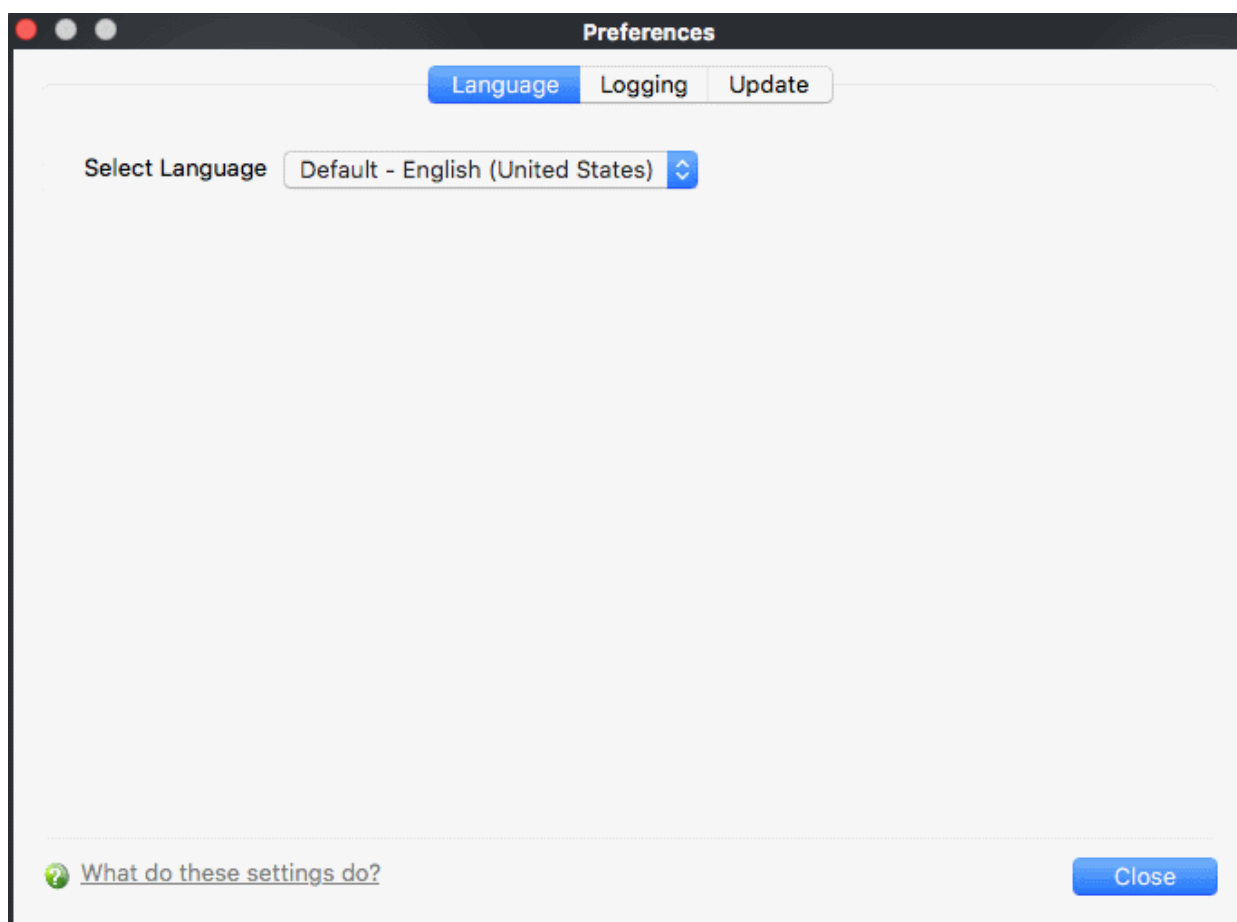 Preferences
Language Logging Update
Select Language Default - English (United States)
What do these settings do?
Close